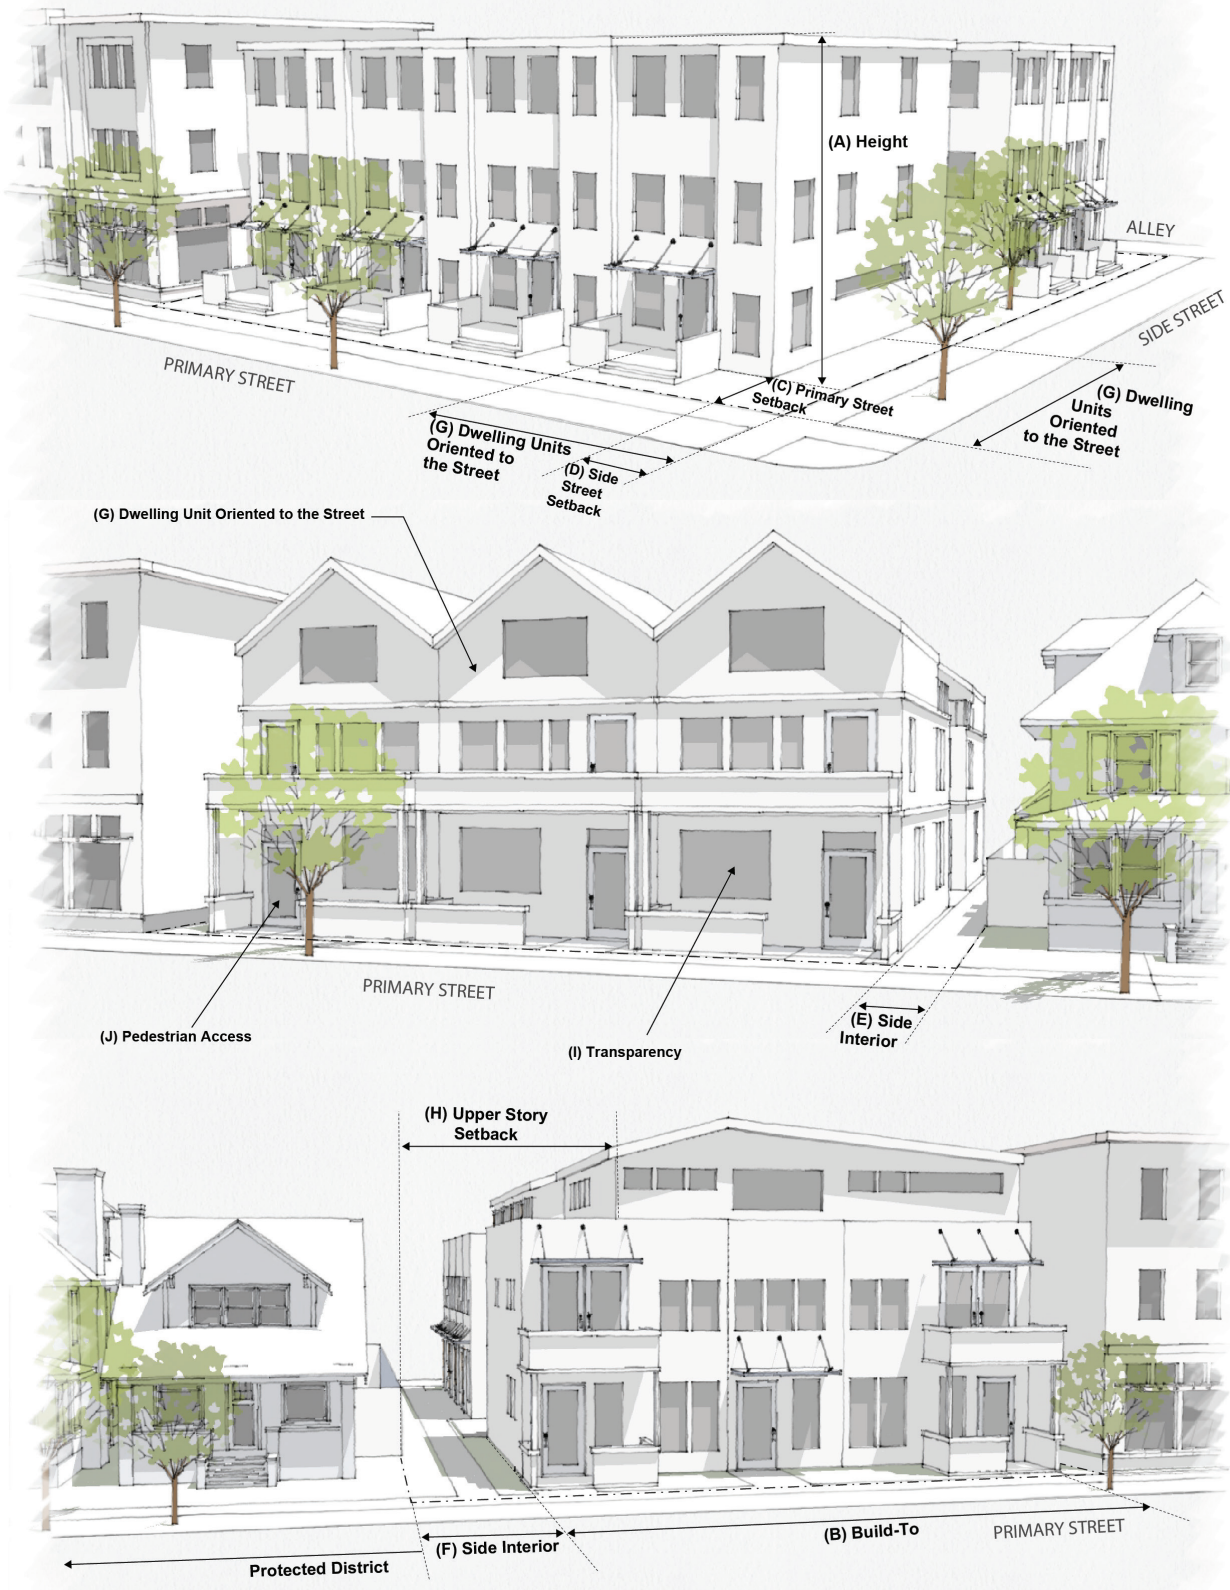 (A) Height
ALLEY
SIDE STREET
PRIMARY STREET
(C) Primary Street
Setback
(G) Dwelling
Units
Oriented
to the Street
(G) Dwelling Units
Oriented to
the Street
(D) Side
Street
Setback
(G) Dwelling Unit Oriented to the Street
PRIMARY STREET
(J) Pedestrian Access
(E) Side
Interior
(I) Transparency
(H) Upper Story
Setback
(B) Build-To
PRIMARY STREET
(F) Side Interior
Protected District